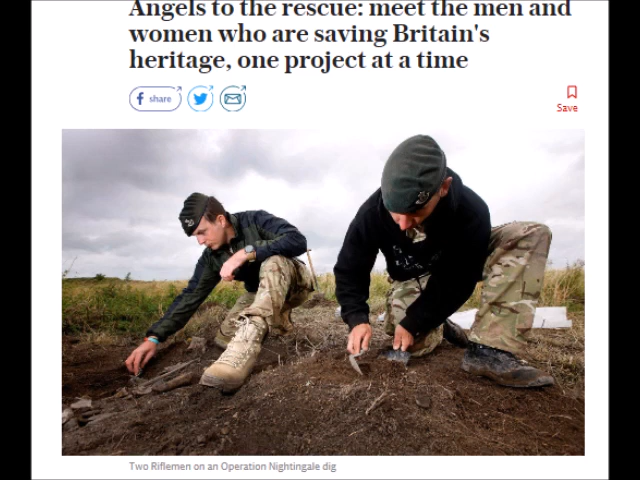 Angels to the rescue: meet the men and
women who are saving Britain's
heritage, one project at a time
share
Save
Two Riflemen on an Operation Nightingale dig